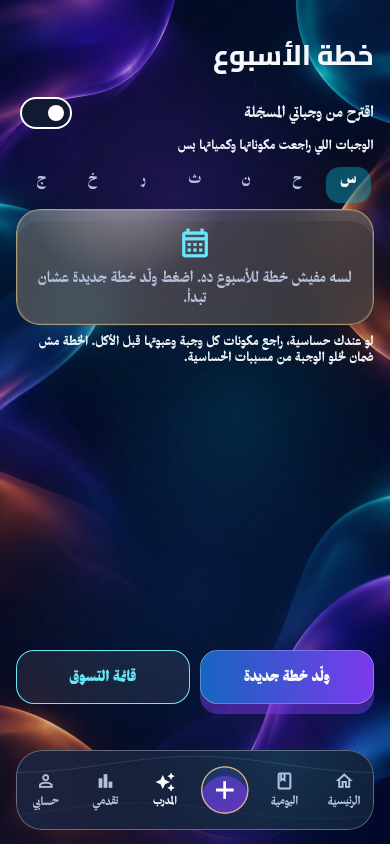 خطة الأسبوع
اقترح من وجباتي المسجّلة
الوجبات اللي راجعت مكوناتها وكمياتها بس
س ح ن ث ر خ ج
لسه مفيش خطة للأسبوع ده. اضغط ولّد خطة جديدة عشان
تبدأ.
لو عندك حساسية، راجع مكونات كل وجبة وعبوتها قبل الأكل. الخطة مش
ضمان لخلو الوجبة من مسببات الحساسية.
ولّد خطة جديدة
قائمة التسوق
الرئيسية اليومية المدرب تقدمي حسابي